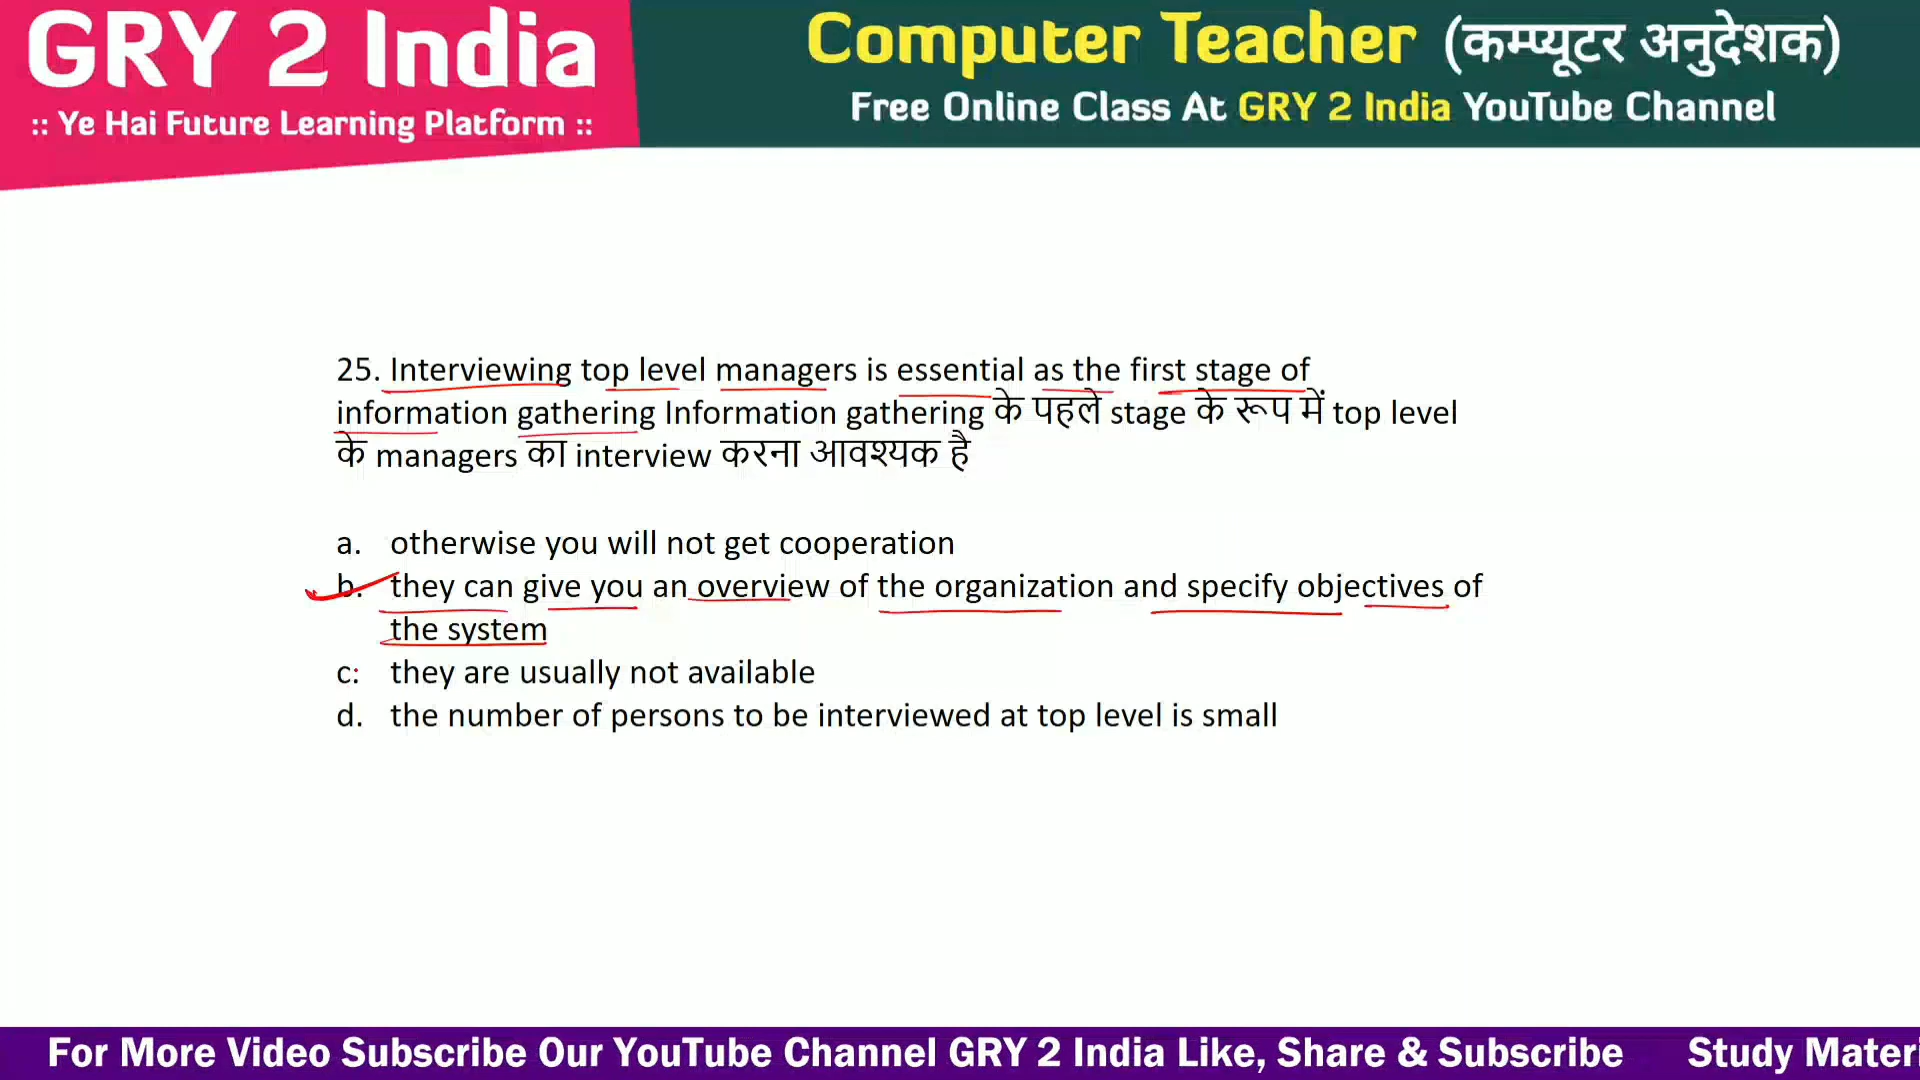 GRY 2 India
:: Ye Hai Future Learning Platform ::
Computer Teacher (कम्प्यूटर अनुदेशक)
Free Online Class At GRY 2 India YouTube Channel
25. Interviewing top level managers is essential as the first stage of
information gathering Information gathering के पहले stage के रूप में top level
के managers का interview करना आवश्यक है
a. otherwise you will not get cooperation
b. they can give you an overview of the organization and specify objectives of
the system
c. they are usually not available
d. the number of persons to be interviewed at top level is small
For More Video Subscribe Our YouTube Channel GRY 2 India Like, Share & Subscribe Study Materi